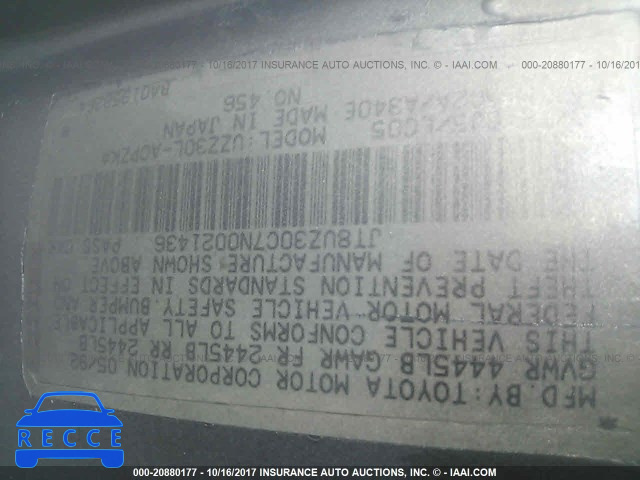 000-20880177 - 10/16/2017 INSURANCE AUTO AUCTIONS, INC. - IAAI.COM
MFD. BY: TOYOTA MOTOR CORPORATION 05/92
GVWR 4445LB GAWR FR 2445LB RR 2445LB
THIS VEHICLE CONFORMS TO ALL APPLICABLE
FEDERAL MOTOR VEHICLE SAFETY, BUMPER AND
THEFT PREVENTION STANDARDS IN EFFECT ON
THE DATE OF MANUFACTURE SHOWN ABOVE.
JT8UZ30C7N0021436 PASS CAR
MODEL: UZZ30L-ACPZKA
MADE IN JAPAN
NO. 456
RECCE
000-20880177 - 10/16/2017 INSURANCE AUTO AUCTIONS, INC. - IAAI.COM